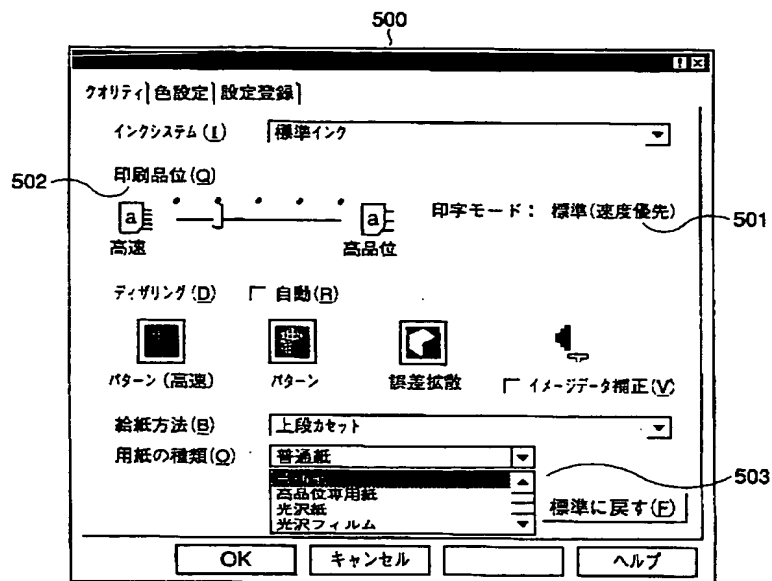 500
クオリティ 色設定 設定登録
インクシステム(I) 標準インク
502 印刷品位(Q)
a a 印字モード: 標準(速度優先) 501
高速 高品位
ディザリング(D) 自動(R)
パターン(高速) パターン 誤差拡散 イメージデータ補正(V)
給紙方法(B) 上段カセット
用紙の種類(O) 普通紙
503
高品位専用紙
光沢紙 標準に戻す(F)
光沢フィルム
OK キャンセル ヘルプ